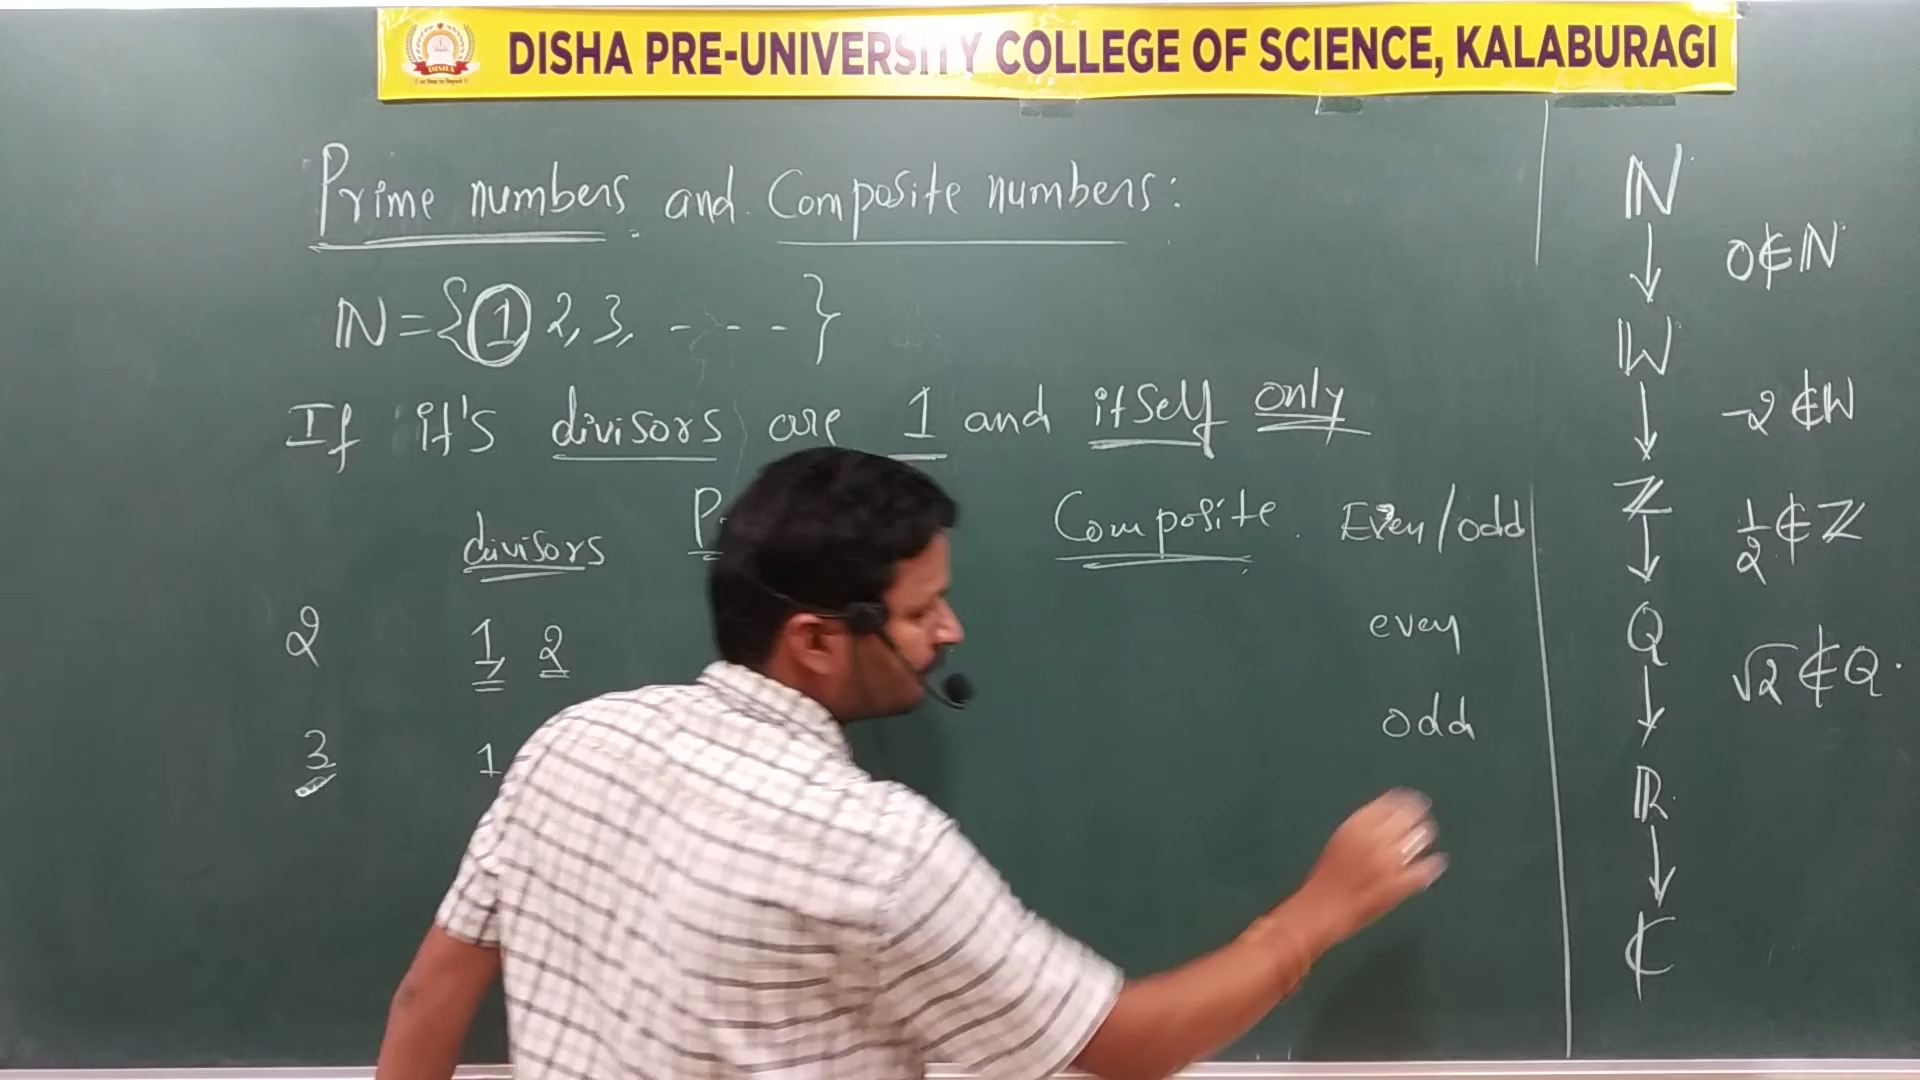 DISHA PRE-UNIVERSITY COLLEGE OF SCIENCE, KALABURAGI
DISHA
Prime numbers and Composite numbers:
ℕ = {1 2, 3, - - - -}
If it's divisors are 1 and itself only
divisors P Composite Even/odd
2 1 2 even
3 1 odd
ℕ
↓ 0∉ℕ
W
↓ -2∉W
ℤ
↓ 1/2∉ℤ
Q
↓ √2∉Q.
ℝ
↓
ℂ